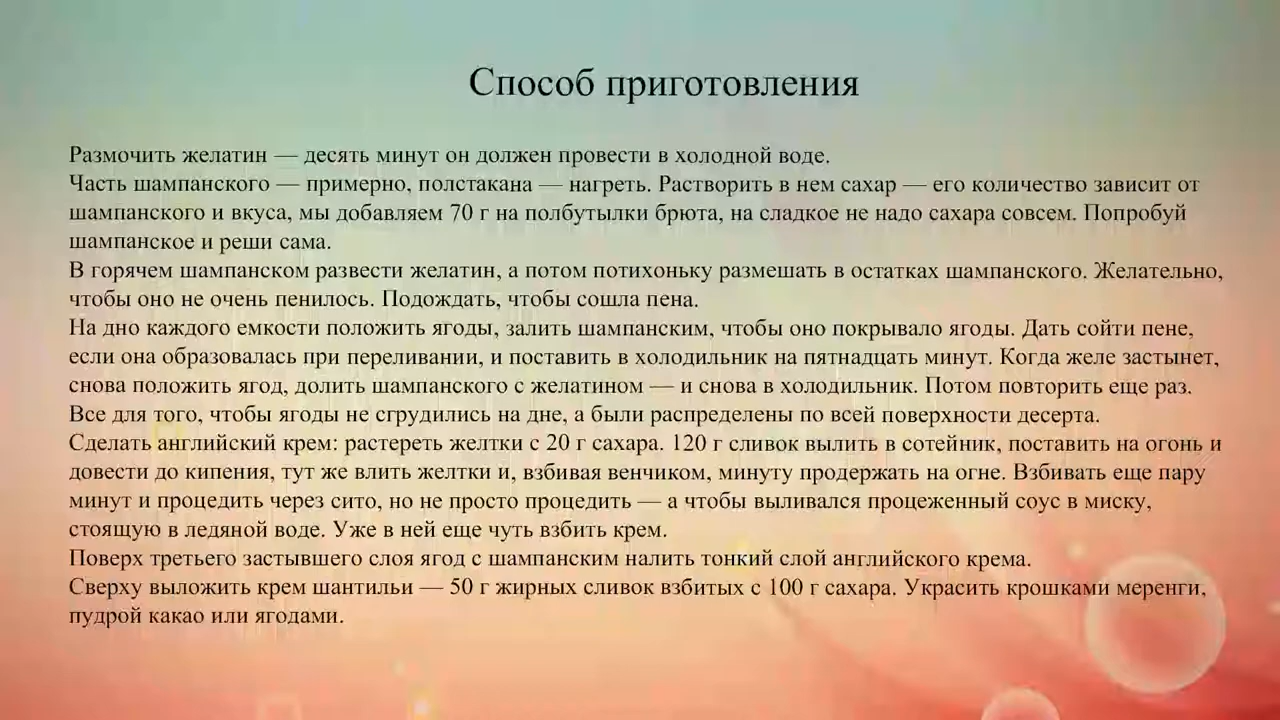 Способ приготовления
Размочить желатин — десять минут он должен провести в холодной воде.
Часть шампанского — примерно, полстакана — нагреть. Растворить в нем сахар — его количество зависит от
шампанского и вкуса, мы добавляем 70 г на полбутылки брюта, на сладкое не надо сахара совсем. Попробуй
шампанское и реши сама.
В горячем шампанском развести желатин, а потом потихоньку размешать в остатках шампанского. Желательно,
чтобы оно не очень пенилось. Подождать, чтобы сошла пена.
На дно каждого емкости положить ягоды, залить шампанским, чтобы оно покрывало ягоды. Дать сойти пене,
если она образовалась при переливании, и поставить в холодильник на пятнадцать минут. Когда желе застынет,
снова положить ягод, долить шампанского с желатином — и снова в холодильник. Потом повторить еще раз.
Все для того, чтобы ягоды не сгрудились на дне, а были распределены по всей поверхности десерта.
Сделать английский крем: растереть желтки с 20 г сахара. 120 г сливок вылить в сотейник, поставить на огонь и
довести до кипения, тут же влить желтки и, взбивая венчиком, минуту продержать на огне. Взбивать еще пару
минут и процедить через сито, но не просто процедить — а чтобы выливался процеженный соус в миску,
стоящую в ледяной воде. Уже в ней еще чуть взбить крем.
Поверх третьего застывшего слоя ягод с шампанским налить тонкий слой английского крема.
Сверху выложить крем шантильи — 50 г жирных сливок взбитых с 100 г сахара. Украсить крошками меренги,
пудрой какао или ягодами.